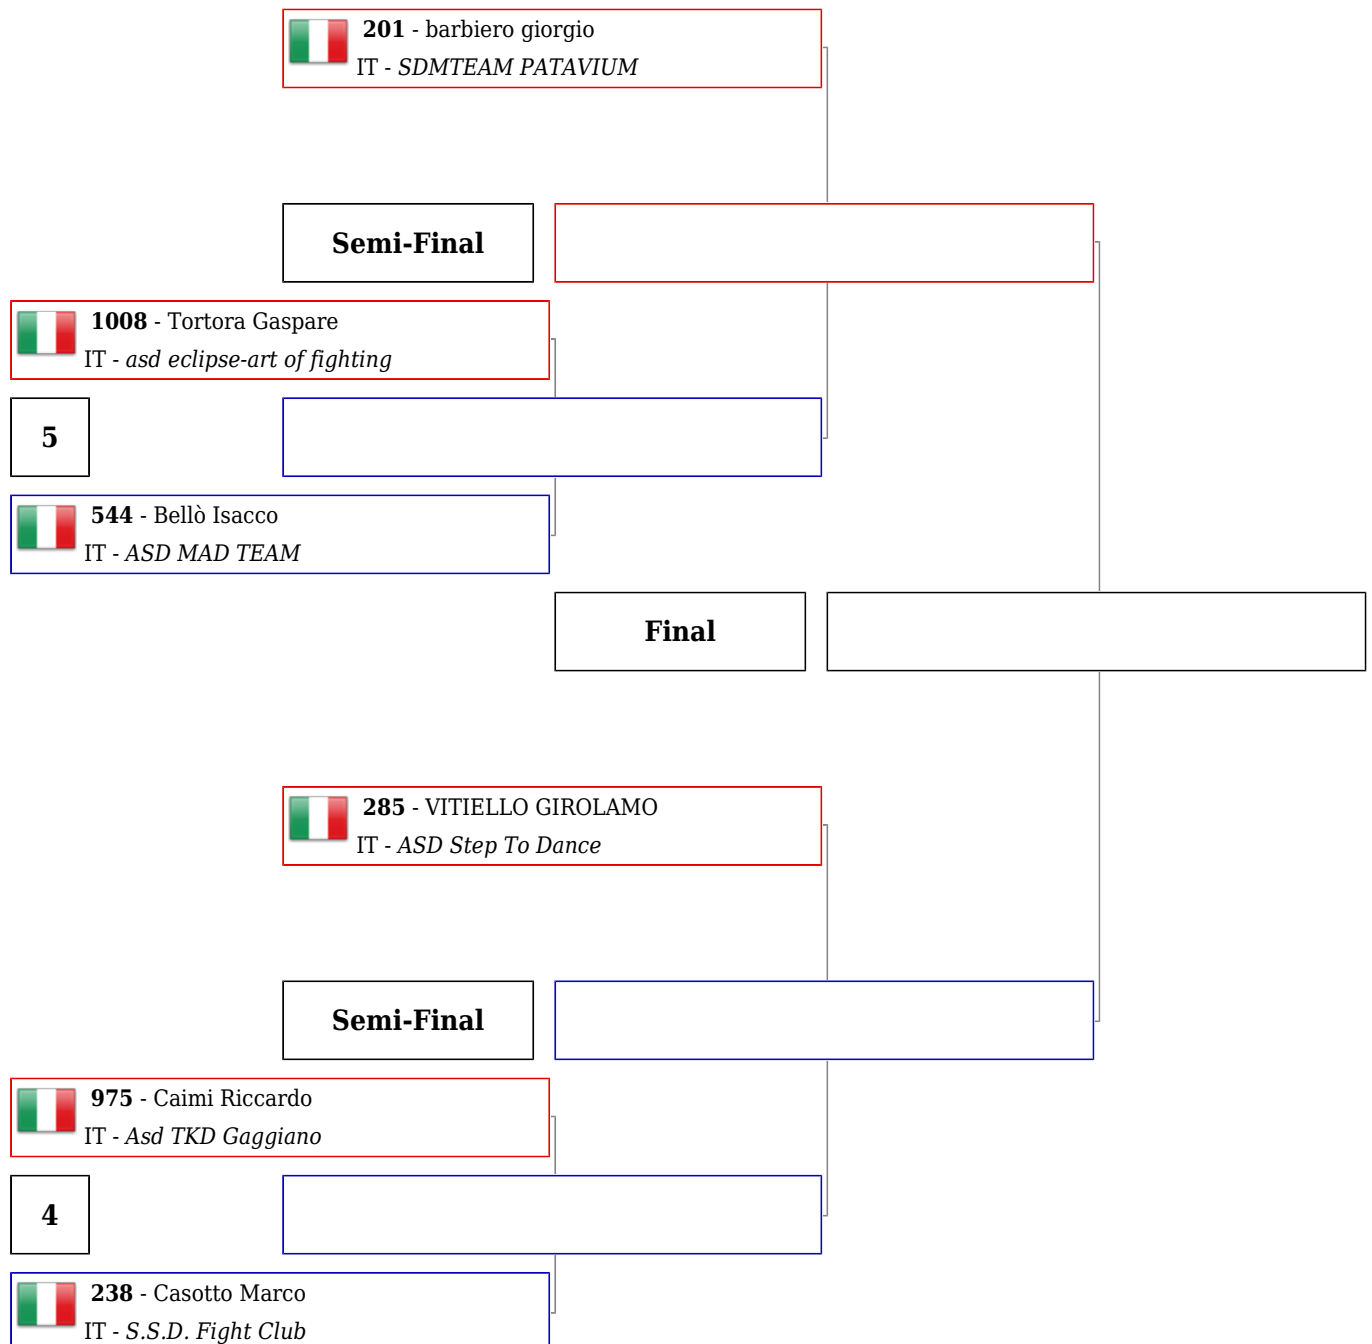 201 - barbiero giorgio
IT - SDMTEAM PATAVIUM
Semi-Final
1008 - Tortora Gaspare
IT - asd eclipse-art of fighting
5
544 - Bellò Isacco
IT - ASD MAD TEAM
Final
285 - VITIELLO GIROLAMO
IT - ASD Step To Dance
Semi-Final
975 - Caimi Riccardo
IT - Asd TKD Gaggiano
4
238 - Casotto Marco
IT - S.S.D. Fight Club